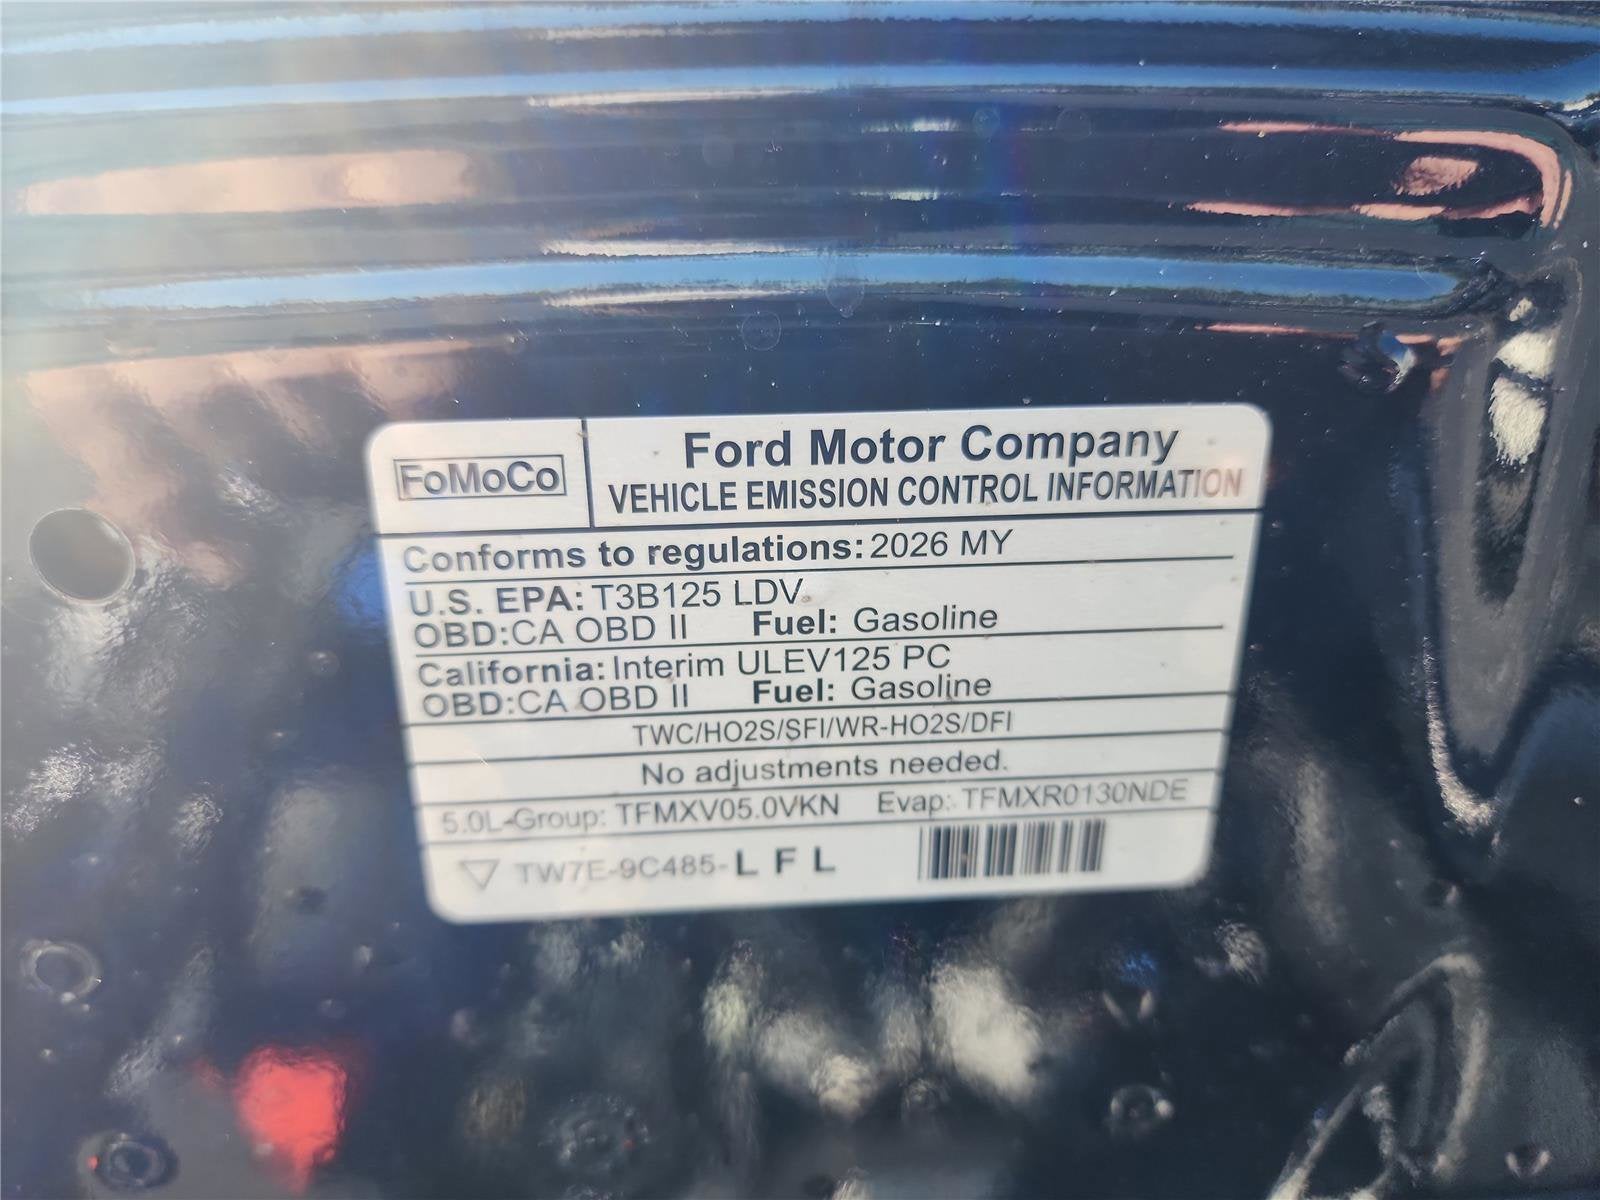 FoMoCo
Ford Motor Company
VEHICLE EMISSION CONTROL INFORMATION
Conforms to regulations: 2026 MY
U.S. EPA: T3B125 LDV
OBD:CA OBD II Fuel: Gasoline
California: Interim ULEV125 PC
OBD:CA OBD II Fuel: Gasoline
TWC/HO2S/SFI/WR-HO2S/DFI
No adjustments needed.
5.0L-Group: TFMXV05.0VKN Evap: TFMXR0130NDE
TW7E-9C485-L F L